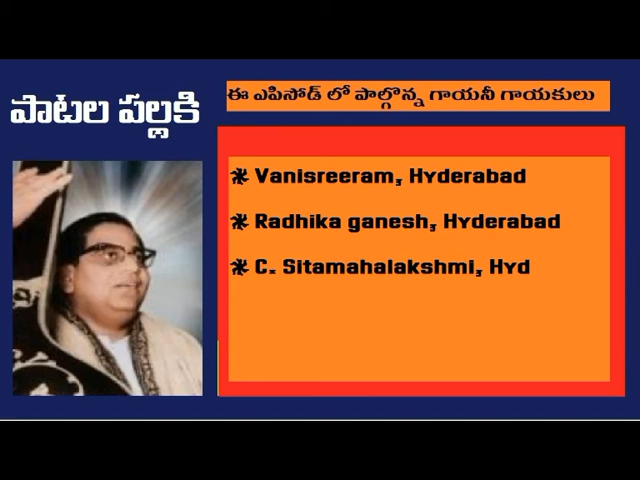 పాటల పల్లకి
ఈ ఎపిసోడ్ లో పాల్గొన్న గాయనీ గాయకులు
Vanisreeram, Hyderabad
Radhika ganesh, Hyderabad
C. Sitamahalakshmi, Hyd